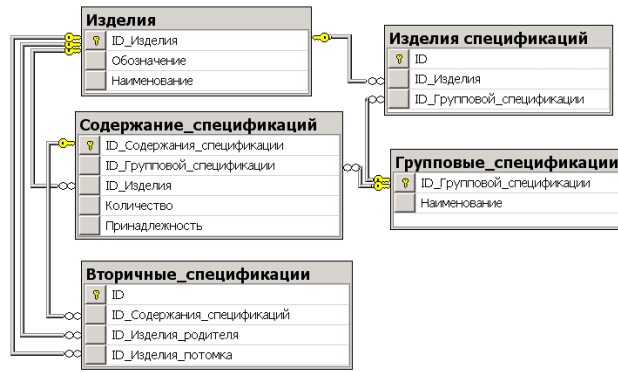 Изделия
ID_Изделия
Обозначение
Наименование
Изделия спецификаций
ID
ID_Изделия
ID_Групповой_спецификации
Содержание_спецификаций
ID_Содержания_спецификации
ID_Групповой_спецификации
ID_Изделия
Количество
Принадлежность
Групповые_спецификации
ID_Групповой_спецификации
Наименование
Вторичные_спецификации
ID
ID_Содержания_спецификаций
ID_Изделия_родителя
ID_Изделия_потомка